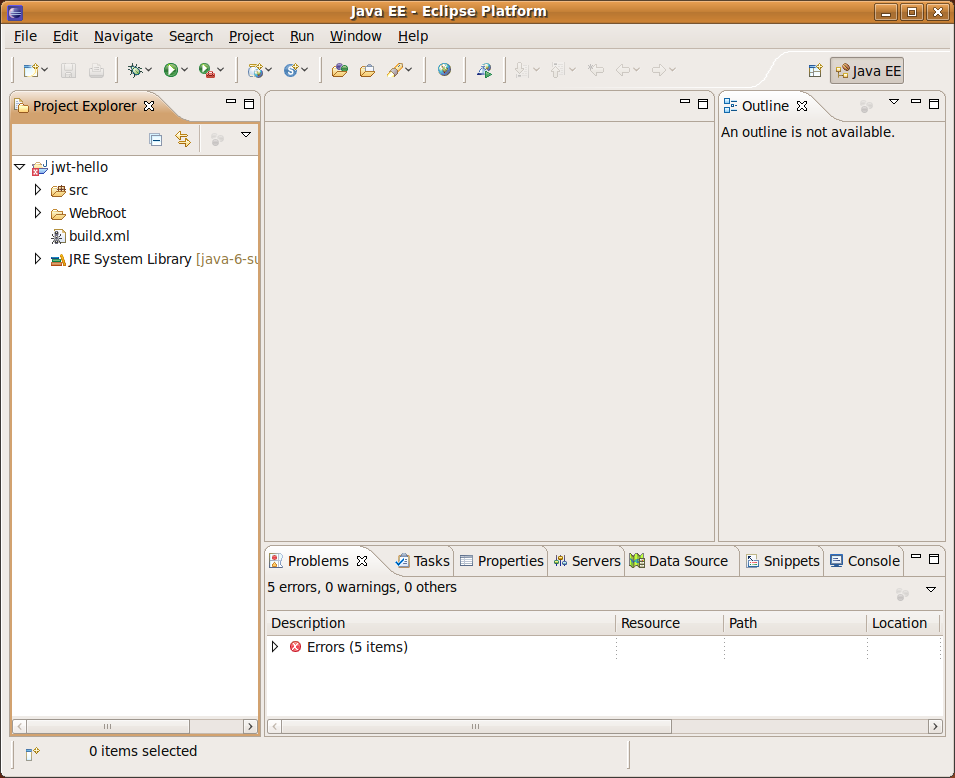 Java EE - Eclipse Platform
File Edit Navigate Search Project Run Window Help
Java EE
Project Explorer
Outline
An outline is not available.
jwt-hello
src
WebRoot
build.xml
JRE System Library [java-6-su
Problems Tasks Properties Servers Data Source Snippets Console
5 errors, 0 warnings, 0 others
Description Resource Path Location
Errors (5 items)
0 items selected